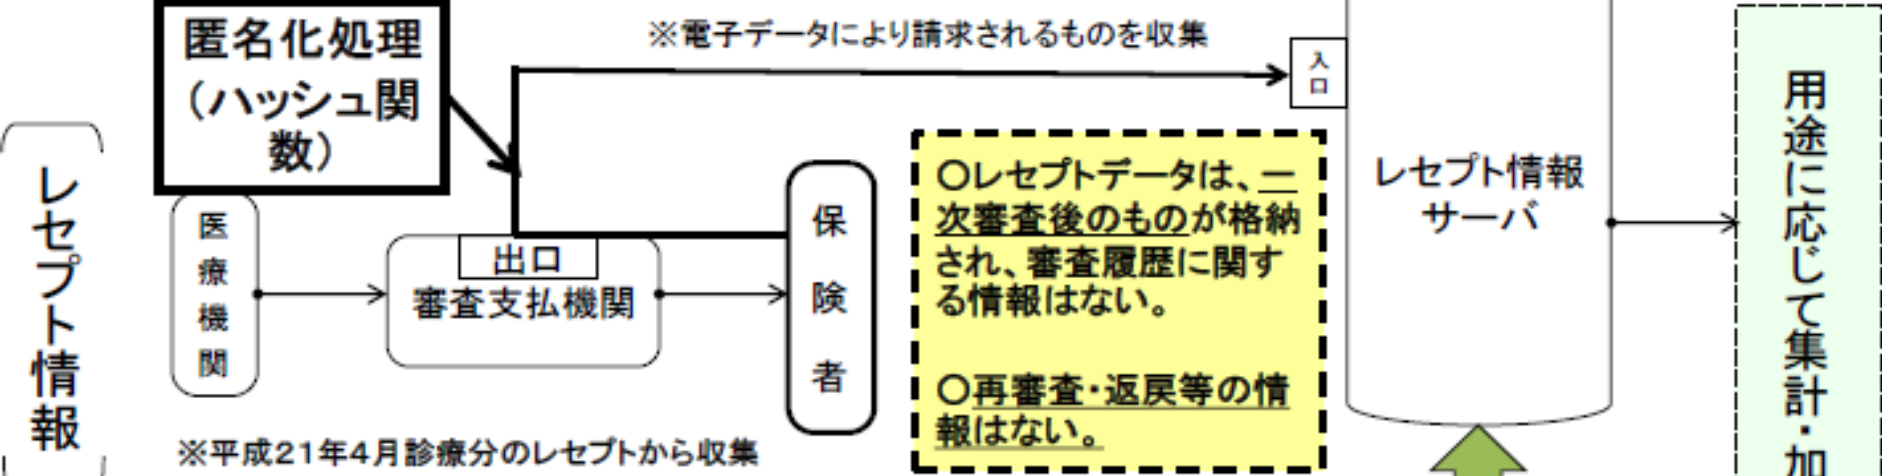 匿名化処理
(ハッシュ関
数)
※電子データにより請求されるものを収集
入
口
レセプト情報
医
療
機
関
出口
審査支払機関
保
険
者
〇レセプトデータは、一
次審査後のものが格納
され、審査履歴に関す
る情報はない。
〇再審査・返戻等の情
報はない。
レセプト情報
サーバ
用途に応じて集計・加
※平成21年4月診療分のレセプトから収集